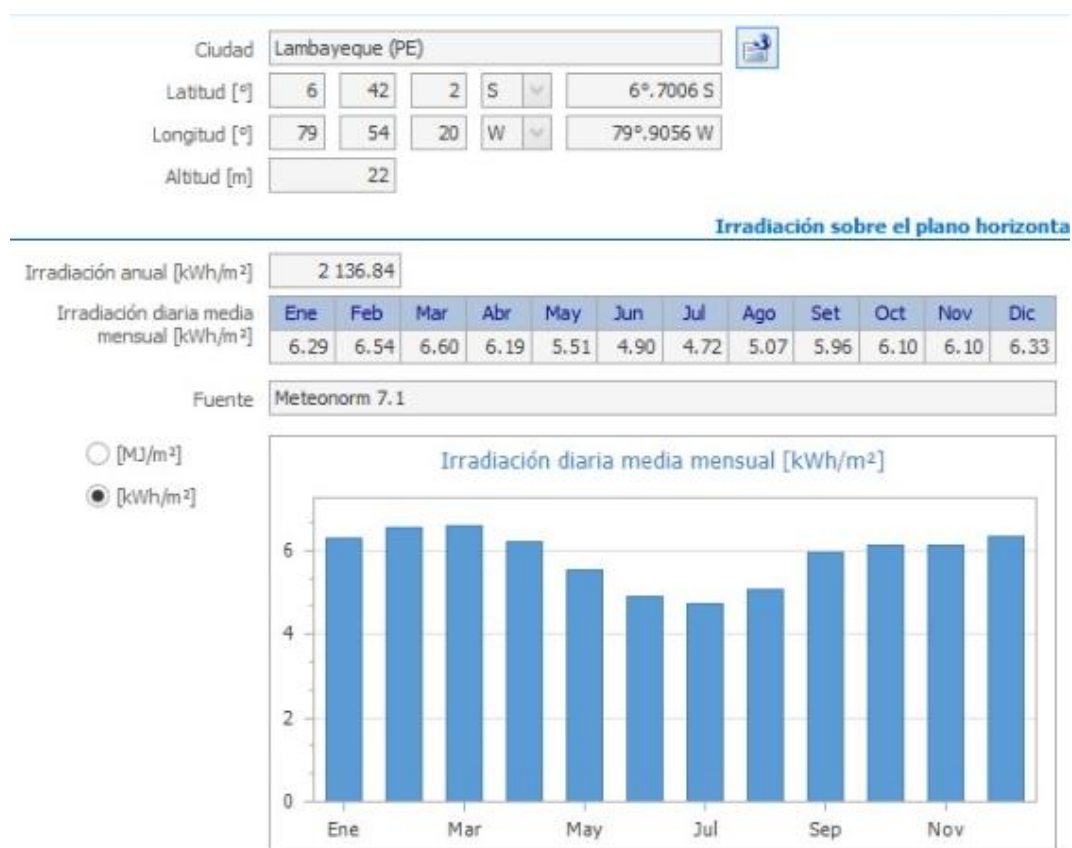 Ciudad Lambayeque (PE)
Latitud [°] 6 42 2 S 6°.7006 S
Longitud [°] 79 54 20 W 79°.9056 W
Altitud [m] 22
Irradiación sobre el plano horizonta
Irradiación anual [kWh/m²] 2 136.84
Irradiación diaria media mensual [kWh/m²]
Ene Feb Mar Abr May Jun Jul Ago Set Oct Nov Dic
6.29 6.54 6.60 6.19 5.51 4.90 4.72 5.07 5.96 6.10 6.10 6.33
Fuente Meteonorm 7.1
[MJ/m²]
[kWh/m²]
Irradiación diaria media mensual [kWh/m²]
6
4
2
0
Ene Mar May Jul Sep Nov